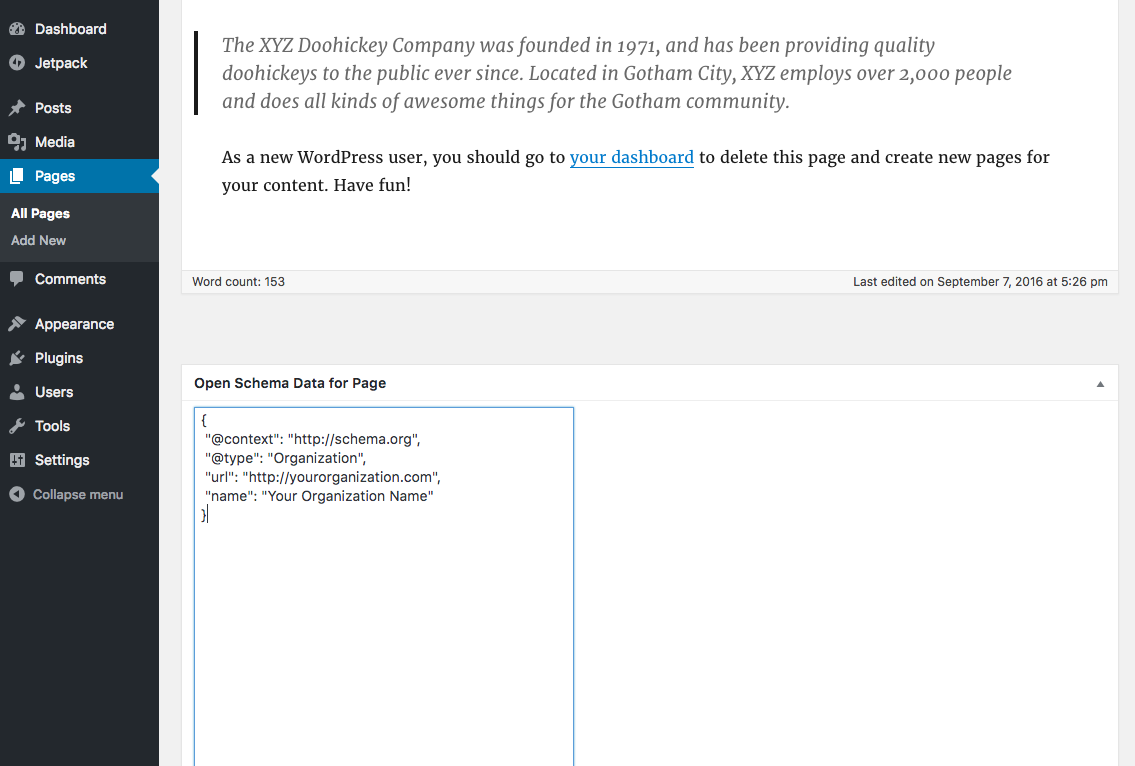 Dashboard
Jetpack
Posts
Media
Pages
All Pages
Add New
Comments
Appearance
Plugins
Users
Tools
Settings
Collapse menu
The XYZ Doohickey Company was founded in 1971, and has been providing quality
doohickeys to the public ever since. Located in Gotham City, XYZ employs over 2,000 people
and does all kinds of awesome things for the Gotham community.
As a new WordPress user, you should go to your dashboard to delete this page and create new pages for
your content. Have fun!
Word count: 153
Last edited on September 7, 2016 at 5:26 pm
Open Schema Data for Page
{
"@context": "http://schema.org",
"@type": "Organization",
"url": "http://yourorganization.com",
"name": "Your Organization Name"
}